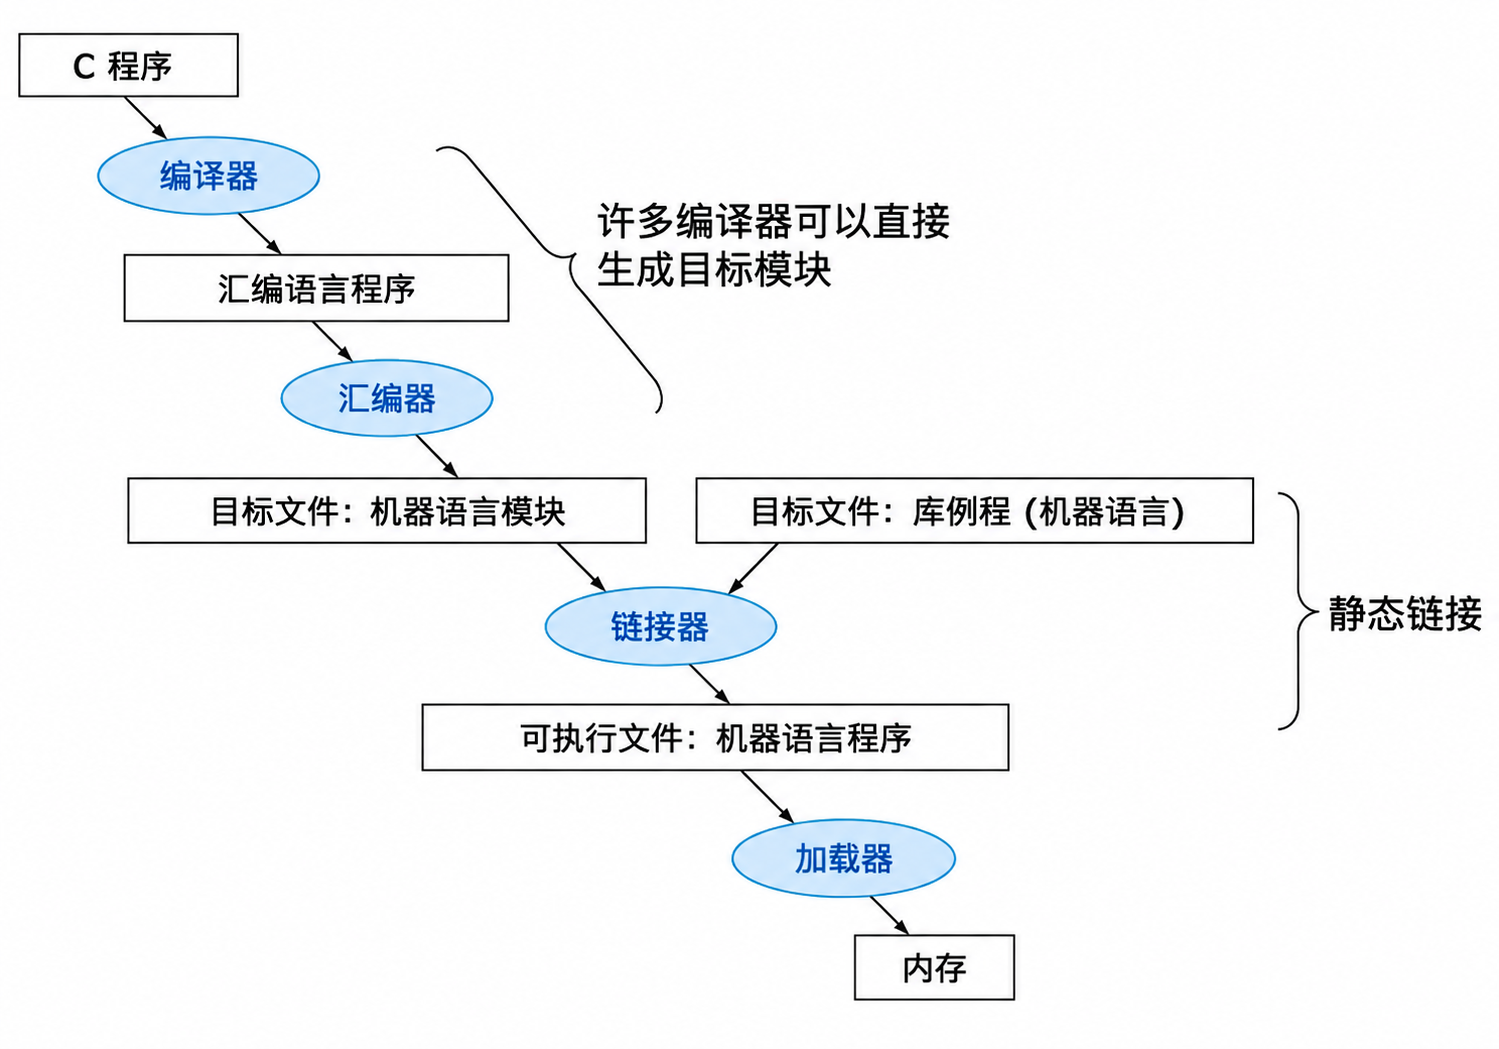 C 程序
编译器
许多编译器可以直接
生成目标模块
汇编语言程序
汇编器
目标文件：机器语言模块
目标文件：库例程 (机器语言)
链接器
静态链接
可执行文件：机器语言程序
加载器
内存